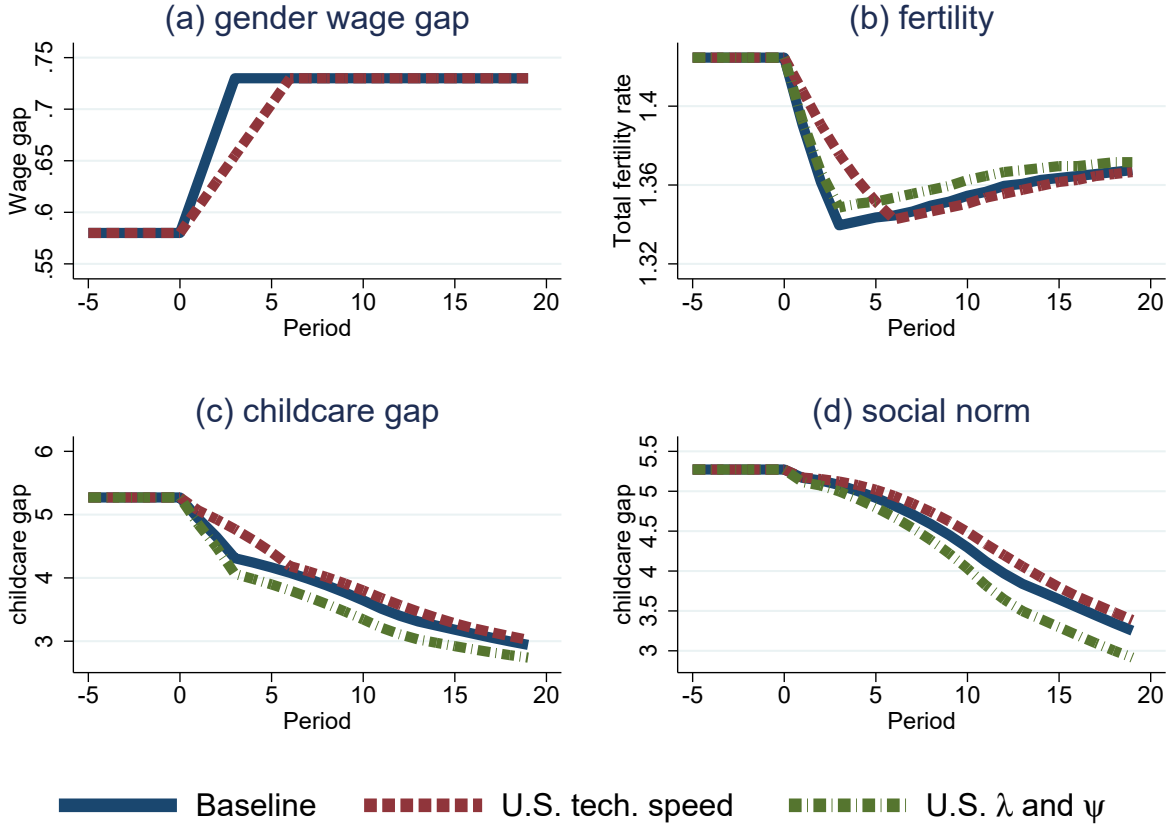 (a) gender wage gap
Wage gap
.55 .6 .65 .7 .75
-5 0 5 10 15 20
Period
(b) fertility
Total fertility rate
1.32 1.36 1.4
-5 0 5 10 15 20
Period
(c) childcare gap
childcare gap
3 4 5 6
-5 0 5 10 15 20
Period
(d) social norm
childcare gap
3 3.5 4 4.5 5 5.5
-5 0 5 10 15 20
Period
Baseline U.S. tech. speed U.S. λ and ψ